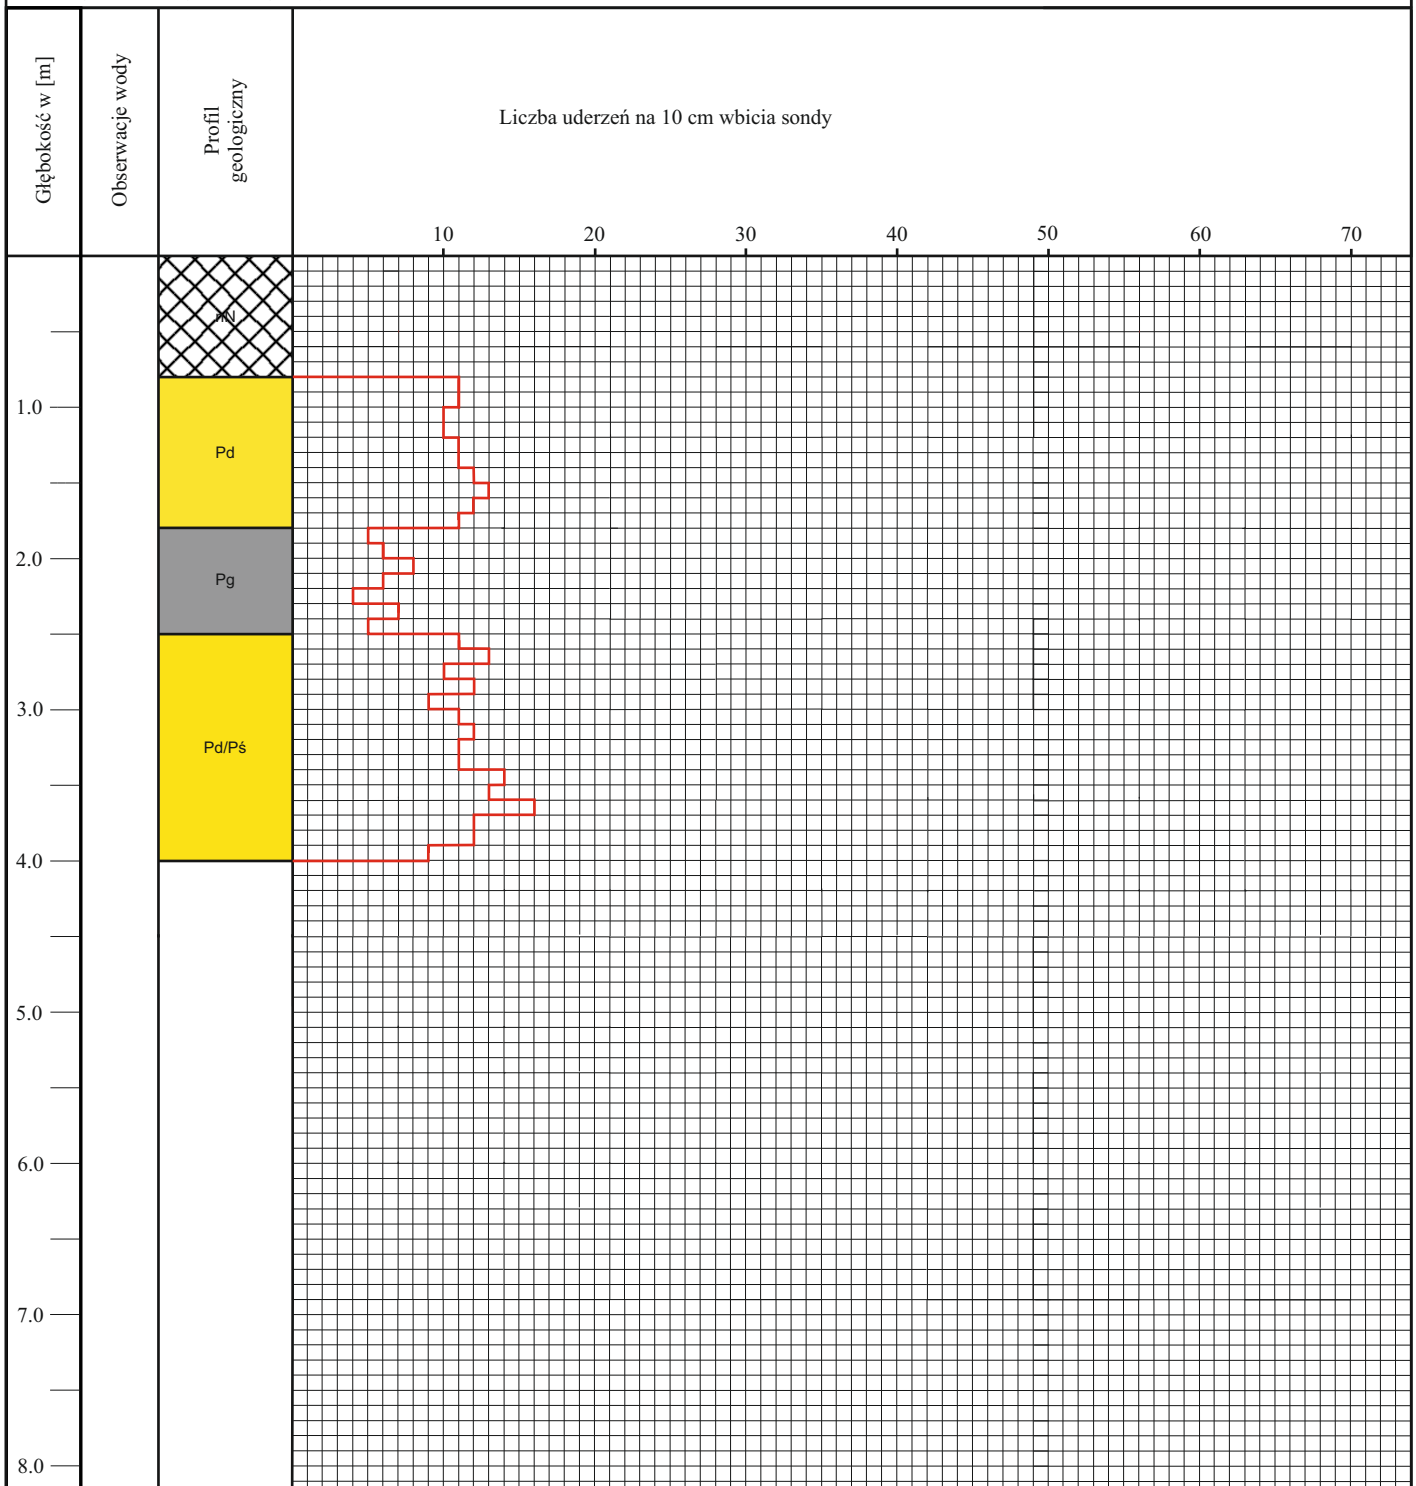 Głębokość w [m]
Obserwacje wody
Profil
geologiczny
Liczba uderzeń na 10 cm wbicia sondy
10 20 30 40 50 60 70
nN
1.0
Pd
2.0
Pg
3.0
Pd/Pś
4.0
5.0
6.0
7.0
8.0